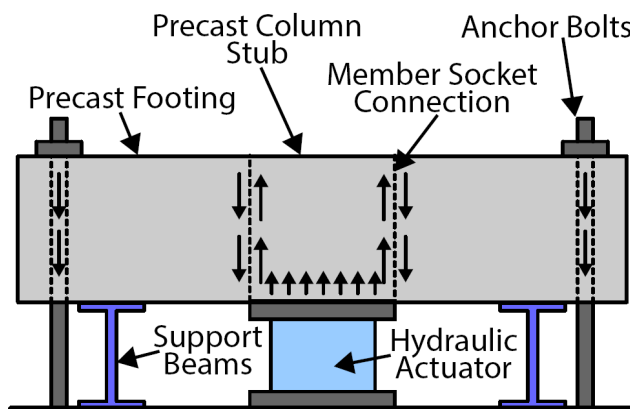 Precast Column
Stub
Anchor Bolts
Member Socket
Connection
Precast Footing
Support
Beams
Hydraulic
Actuator